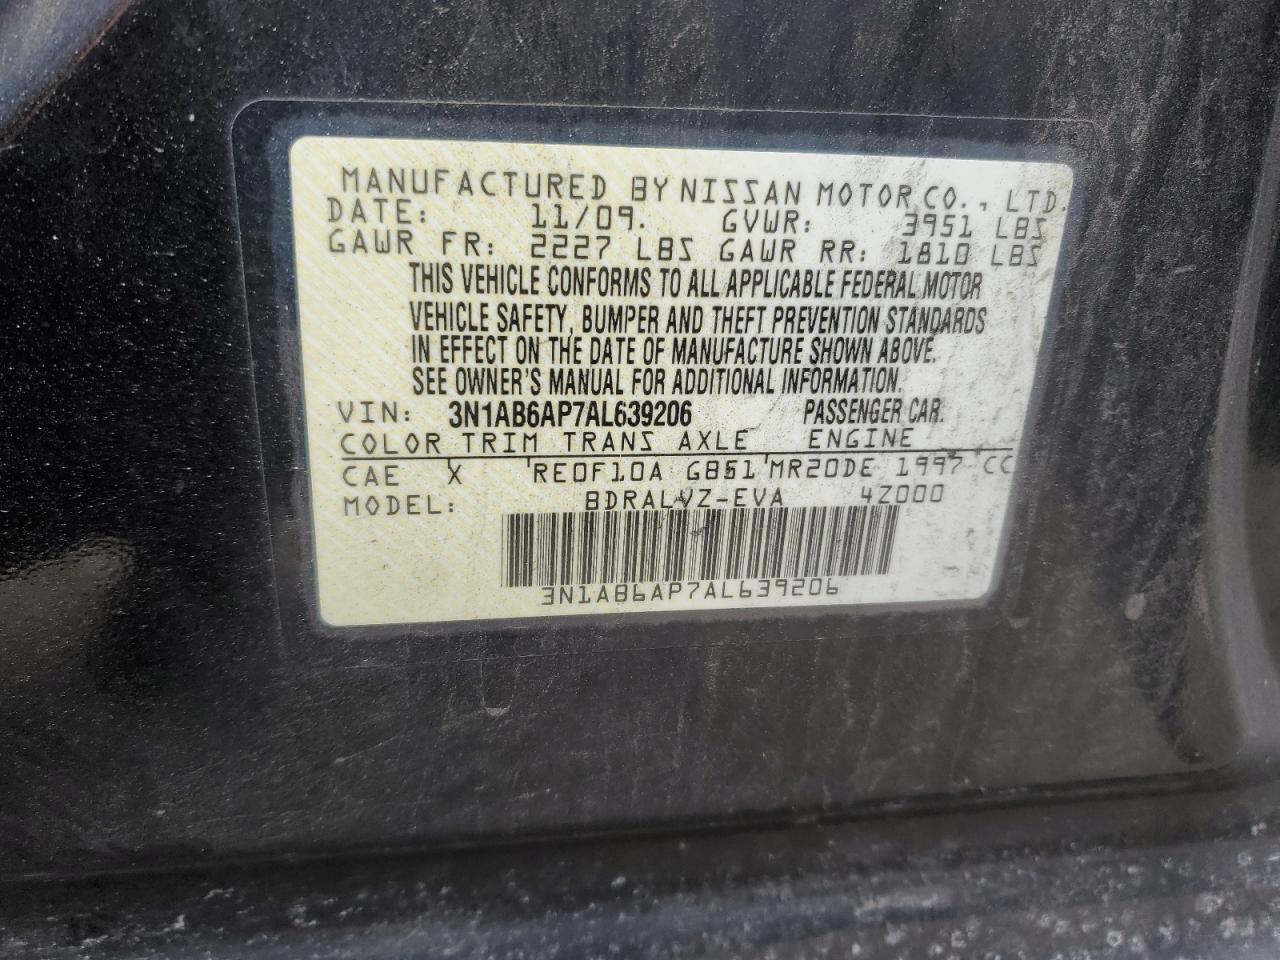 MANUFACTURED BY NISSAN MOTOR CO., LTD.
DATE: 11/09. GVWR: 3951 LBS
GAWR FR: 2227 LBS GAWR RR: 1810 LBS
THIS VEHICLE CONFORMS TO ALL APPLICABLE FEDERAL MOTOR
VEHICLE SAFETY, BUMPER AND THEFT PREVENTION STANDARDS
IN EFFECT ON THE DATE OF MANUFACTURE SHOWN ABOVE.
SEE OWNER'S MANUAL FOR ADDITIONAL INFORMATION.
VIN: 3N1AB6AP7AL639206 PASSENGER CAR.
COLOR TRIM TRANS AXLE ENGINE
CAE X RE0F10A GB51 MR20DE 1997 CC
MODEL: BDRALVZ-EVA 4Z000
3N1AB6AP7AL639206